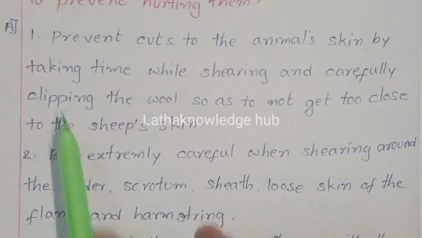 to prevent hurting them?
A] 1. Prevent cuts to the animal's skin by
taking time while shearing and carefully
clipping the wool so as to not get too close
to the sheep's skin
Lathaknowledge hub
2. extremly careful when shearing around
the scrotum, sheath, loose skin of the
and hamstring.